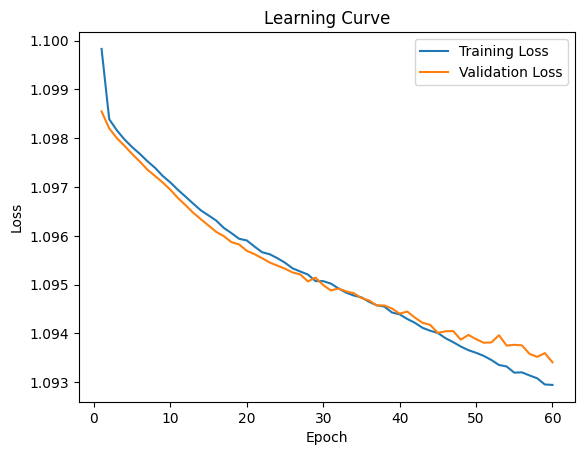 Learning Curve
Training Loss
Validation Loss
1.100
1.099
1.098
1.097
1.096
1.095
1.094
1.093
Loss
0 10 20 30 40 50 60
Epoch